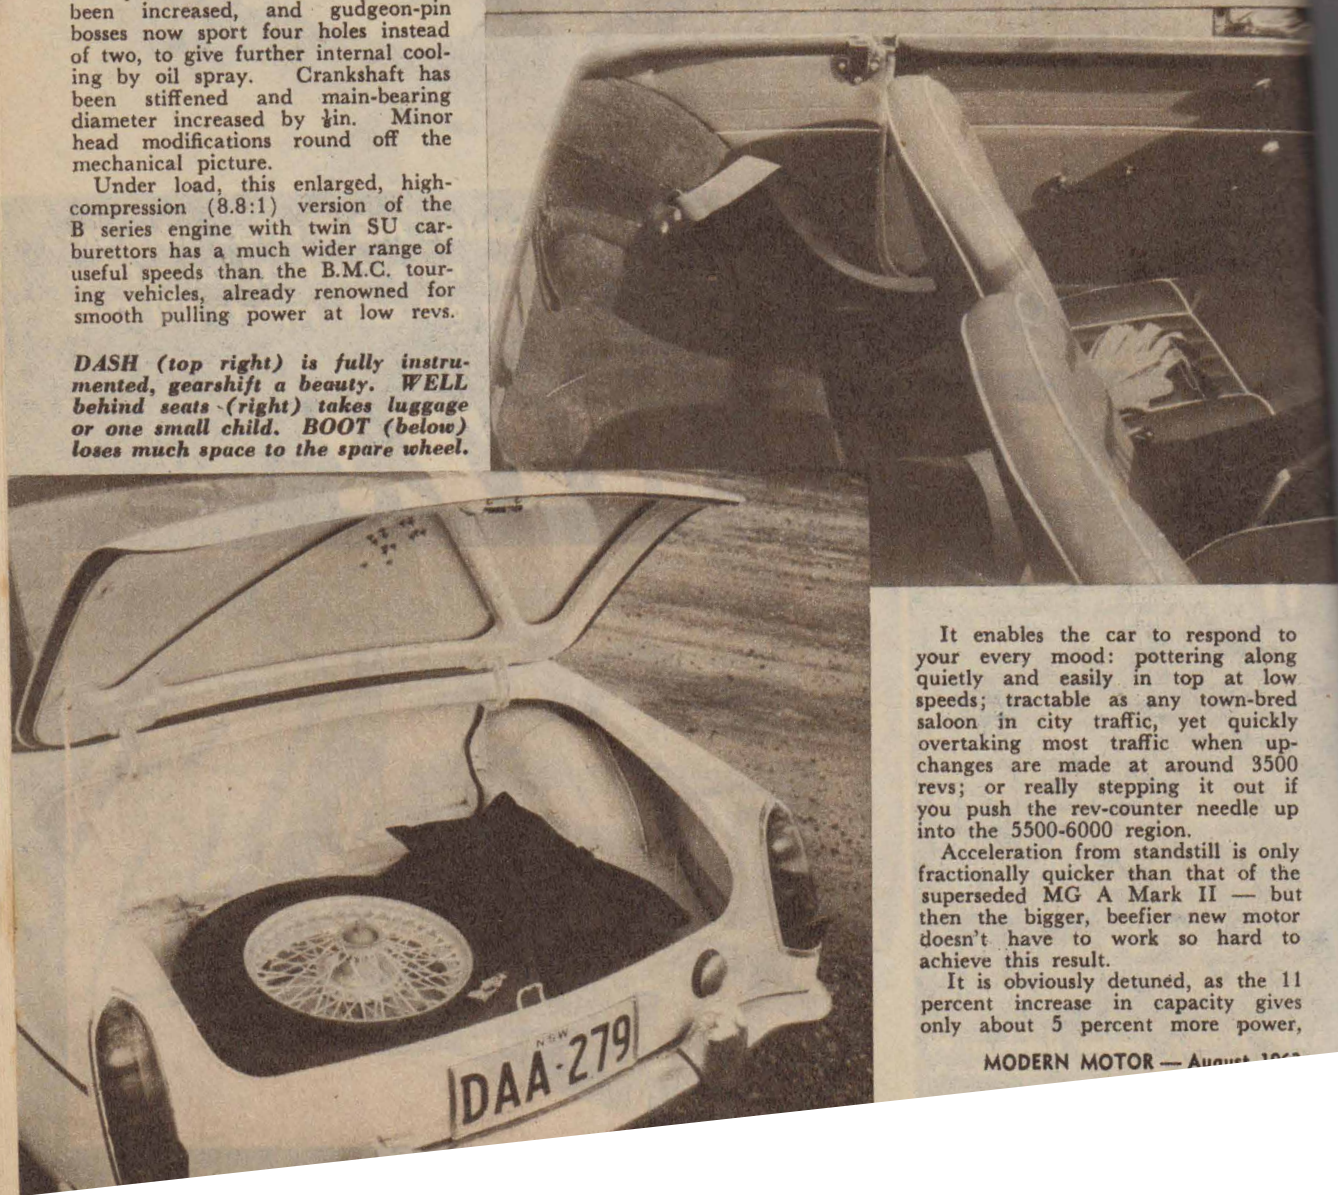 been increased, and gudgeon-pin
bosses now sport four holes instead
of two, to give further internal cool-
ing by oil spray. Crankshaft has
been stiffened and main-bearing
diameter increased by ⅛in. Minor
head modifications round off the
mechanical picture.
Under load, this enlarged, high-
compression (8.8:1) version of the
B series engine with twin SU car-
burettors has a much wider range of
useful speeds than the B.M.C. tour-
ing vehicles, already renowned for
smooth pulling power at low revs.
DASH (top right) is fully instru-
mented, gearshift a beauty. WELL
behind seats (right) takes luggage
or one small child. BOOT (below)
loses much space to the spare wheel.
NSW
DAA·279
It enables the car to respond to
your every mood: pottering along
quietly and easily in top at low
speeds; tractable as any town-bred
saloon in city traffic, yet quickly
overtaking most traffic when up-
changes are made at around 3500
revs; or really stepping it out if
you push the rev-counter needle up
into the 5500-6000 region.
Acceleration from standstill is only
fractionally quicker than that of the
superseded MG A Mark II — but
then the bigger, beefier new motor
doesn't have to work so hard to
achieve this result.
It is obviously detuned, as the 11
percent increase in capacity gives
only about 5 percent more power,
MODERN MOTOR — August